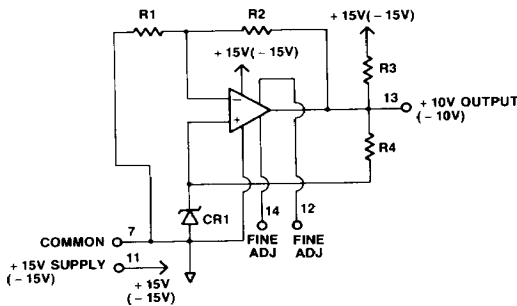 R1
R2
+ 15V(- 15V)
+ 15V(- 15V)
R3
13
+ 10V OUTPUT
(- 10V)
R4
−
+
CR1
14
12
FINE
ADJ
FINE
ADJ
COMMON
7
+ 15V SUPPLY
(- 15V)
11
+ 15V
(- 15V)